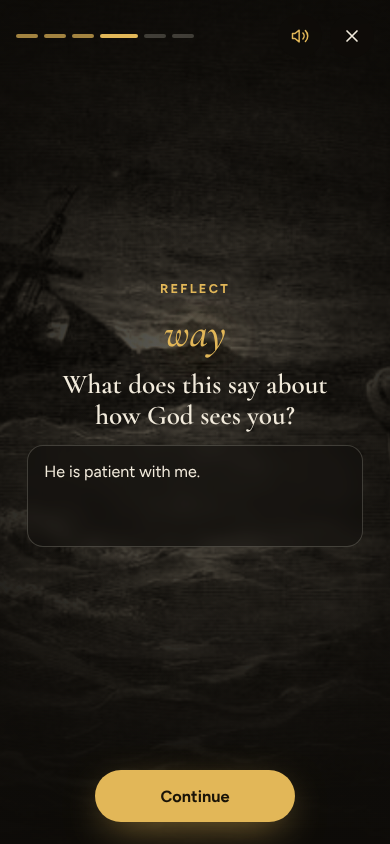 REFLECT
way
What does this say about
how God sees you?
He is patient with me.
Continue